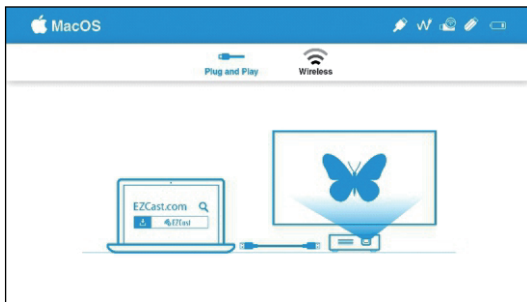 MacOS
Plug and Play
Wireless
EZCast.com
EZCast